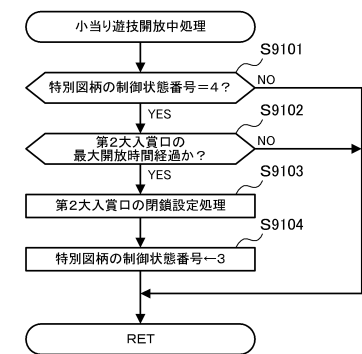 小当り遊技開放中処理
S9101
特別図柄の制御状態番号=4?
NO
YES
S9102
第2大入賞口の
最大開放時間経過か?
NO
YES
S9103
第2大入賞口の閉鎖設定処理
S9104
特別図柄の制御状態番号←3
RET